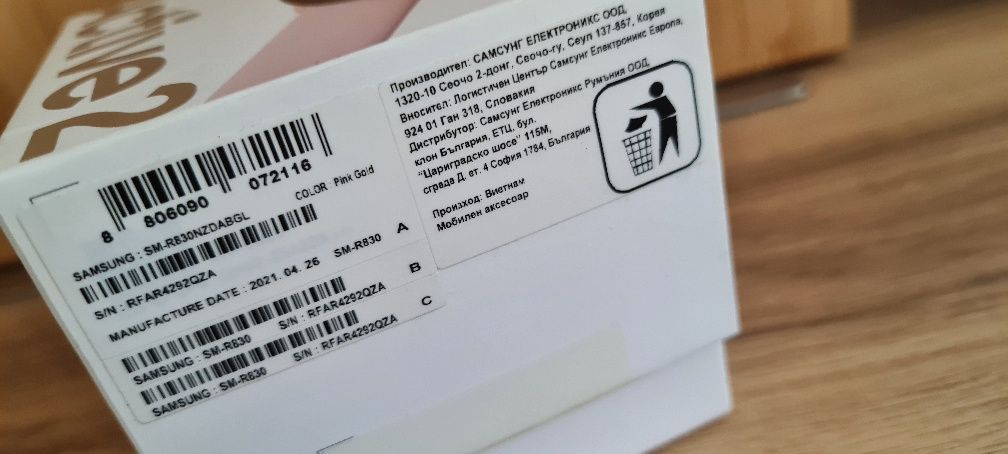 ctive2
8 806090 072116
COLOR : Pink Gold
SAMSUNG : SM-R830NZDABGL
S/N : RFAR4292QZA
MANUFACTURE DATE : 2021. 04. 26 SM-R830 A
S/N : RFAR4292QZA B
SAMSUNG : SM-R830
S/N : RFAR4292QZA C
SAMSUNG : SM-R830
Производител: САМСУНГ ЕЛЕКТРОНИКС ООД,
1320-10 Сеочо 2-донг, Сеочо-гу, Сеул 137-857, Корея
Вносител: Логистичен Център Самсунг Електроникс Европа,
924 01 Ган 318, Словакия
Дистрибутор: Самсунг Електроникс Румъния ООД,
клон България, ЕТЦ, бул.
"Цариградско шосе" 115М,
сграда Д, ет. 4 София 1784, България
Произход: Виетнам
Мобилен аксесоар